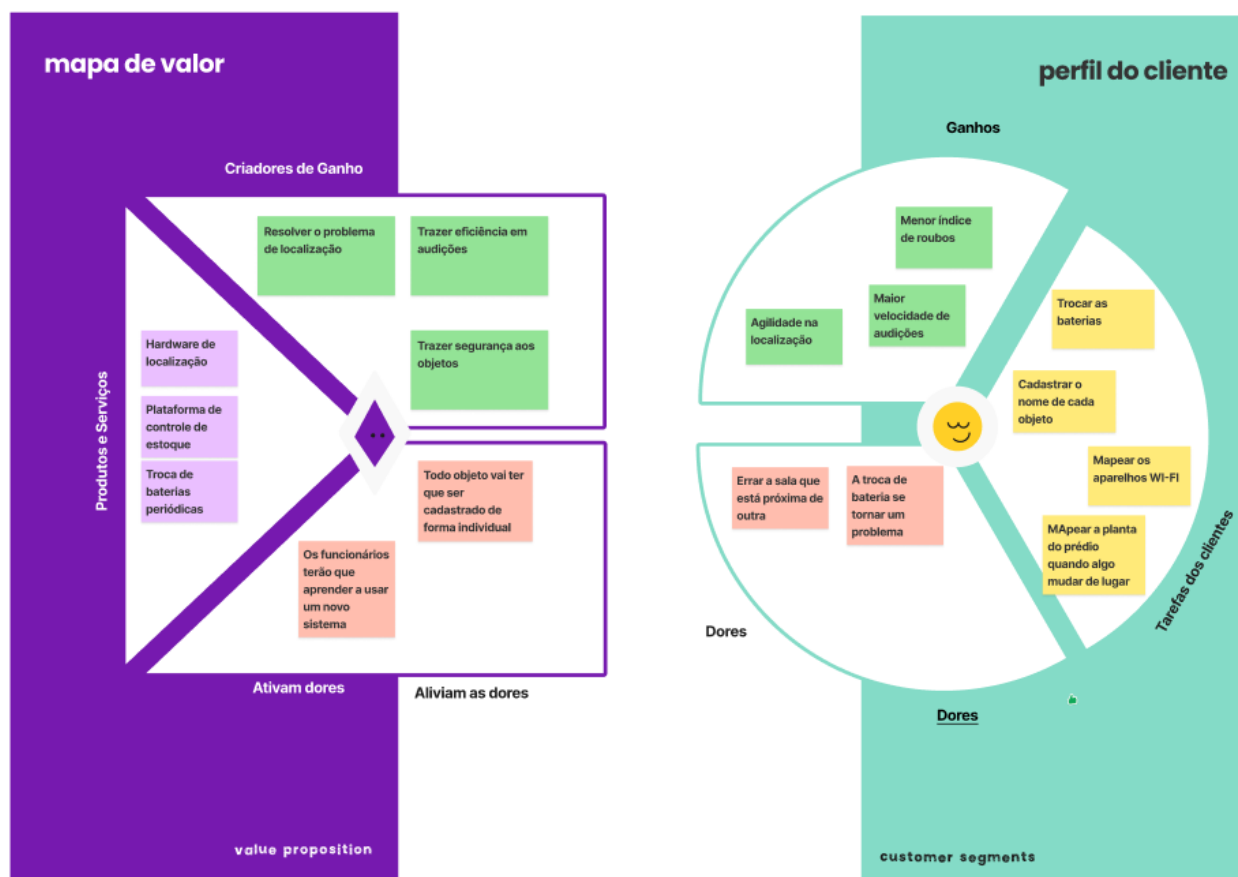 mapa de valor
perfil do cliente
Criadores de Ganho
Resolver o problema
de localização
Trazer eficiência em
audições
Trazer segurança aos
objetos
Produtos e Serviços
Hardware de
localização
Plataforma de
controle de
estoque
Troca de
baterias
periódicas
Todo objeto vai ter
que ser
cadastrado de
forma individual
Os funcionários
terão que
aprender a usar
um novo
sistema
Ativam dores
Aliviam as dores
value proposition
Ganhos
Menor índice
de roubos
Maior
velocidade de
audições
Agilidade na
localização
Trocar as
baterias
Cadastrar o
nome de cada
objeto
Mapear os
aparelhos WI-FI
MApear a planta
do prédio
quando algo
mudar de lugar
Tarefas dos clientes
Errar a sala que
está próxima de
outra
A troca de
bateria se
tornar um
problema
Dores
Dores
customer segments